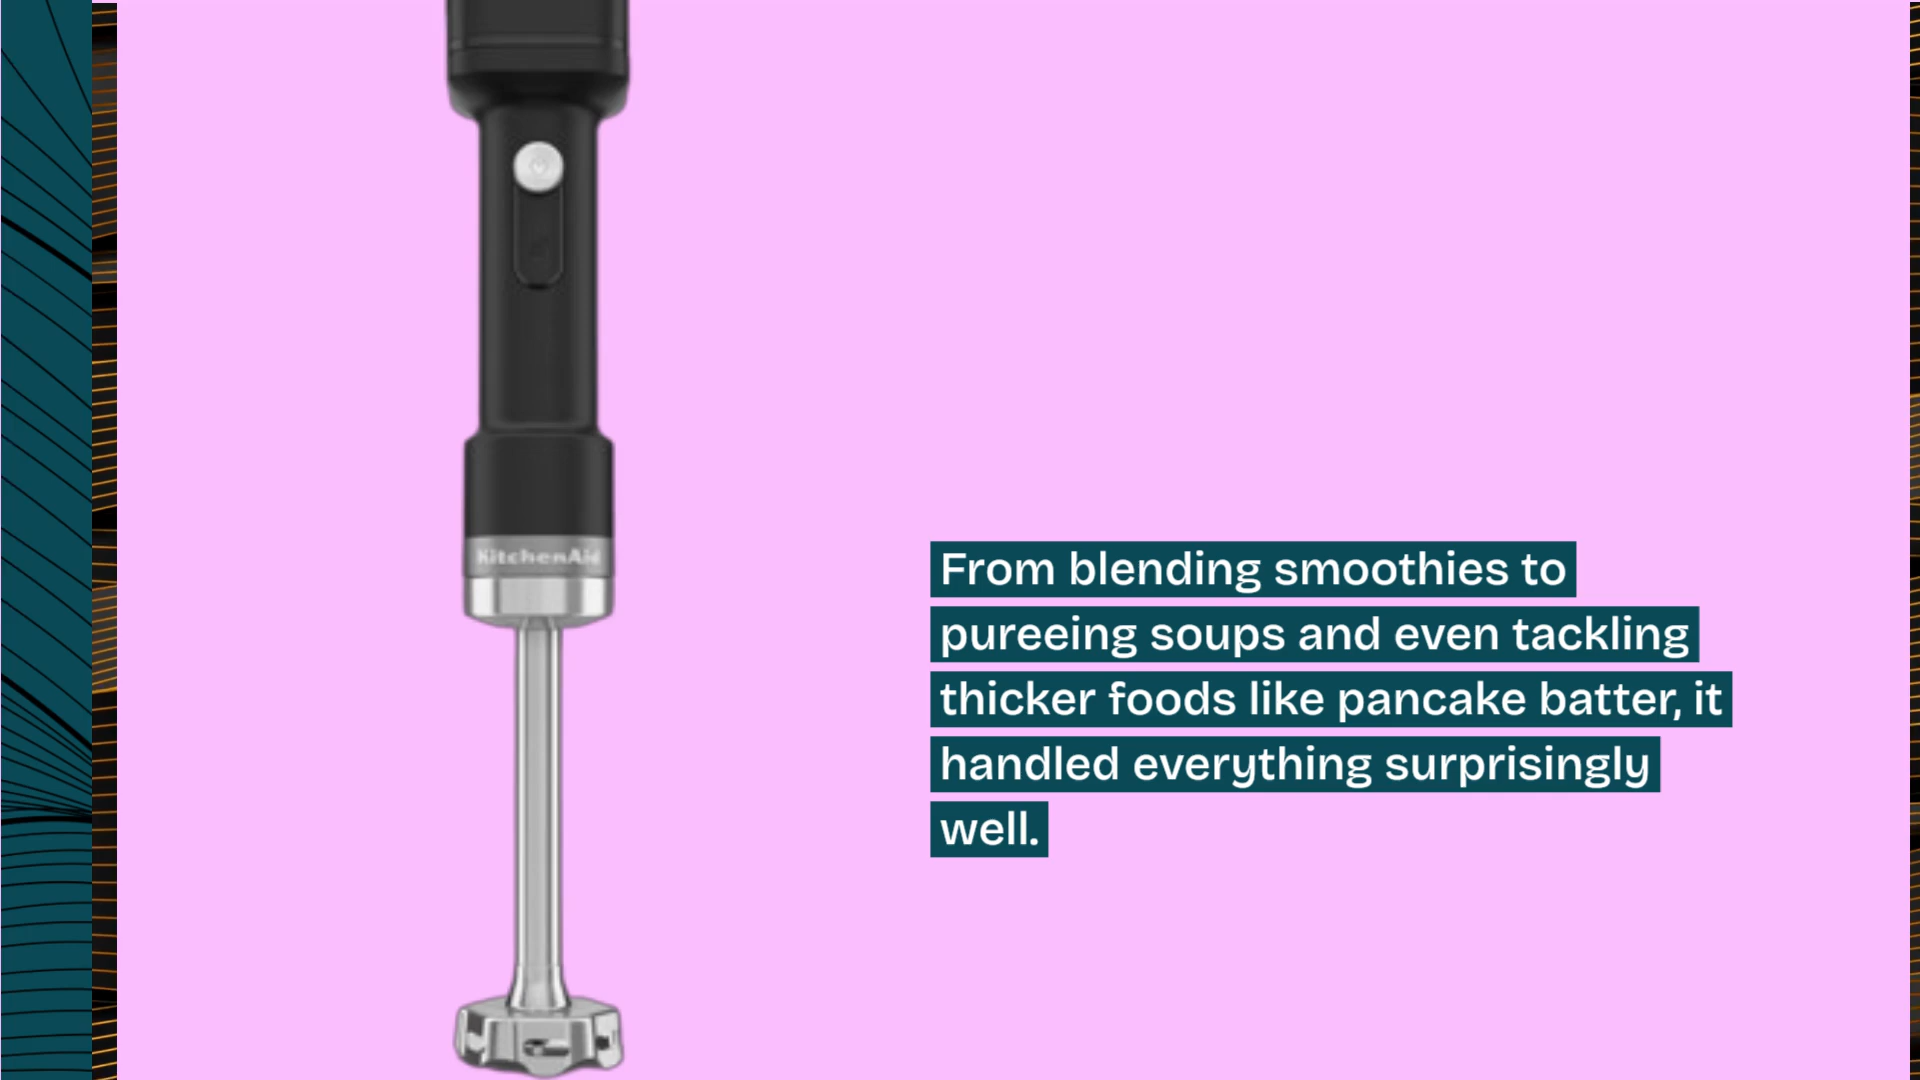 KitchenAid
From blending smoothies to
pureeing soups and even tackling
thicker foods like pancake batter, it
handled everything surprisingly
well.